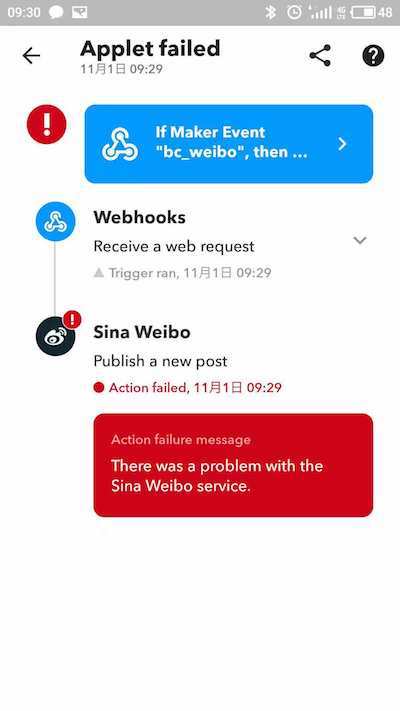 09:30
4G
LTE
48
Applet failed
11月1日 09:29
If Maker Event
"bc_weibo", then ...
Webhooks
Receive a web request
Trigger ran, 11月1日 09:29
Sina Weibo
Publish a new post
Action failed, 11月1日 09:29
Action failure message
There was a problem with the
Sina Weibo service.